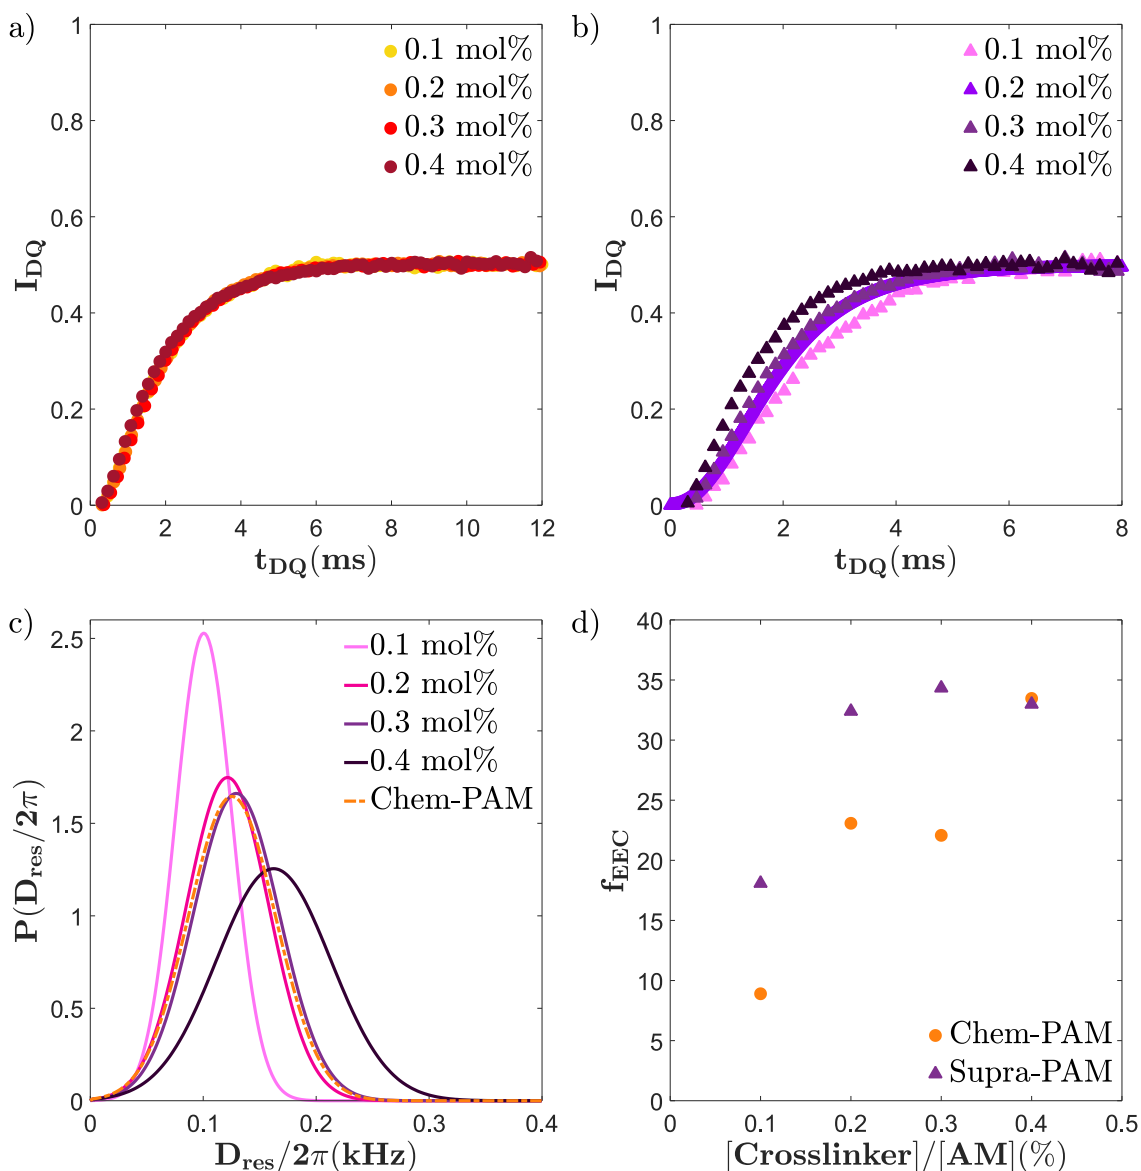 a)
0.1 mol%
0.2 mol%
0.3 mol%
0.4 mol%
1
0.8
0.6
0.4
0.2
0
I_DQ
0 2 4 6 8 10 12
t_DQ(ms)
b)
0.1 mol%
0.2 mol%
0.3 mol%
0.4 mol%
1
0.8
0.6
0.4
0.2
0
I_DQ
0 2 4 6 8
t_DQ(ms)
c)
0.1 mol%
0.2 mol%
0.3 mol%
0.4 mol%
Chem-PAM
2.5
2
1.5
1
0.5
0
P(D_res/2π)
0 0.1 0.2 0.3 0.4
D_res/2π(kHz)
d)
40
35
30
25
20
15
10
5
0
f_EEC
Chem-PAM
Supra-PAM
0 0.1 0.2 0.3 0.4 0.5
[Crosslinker]/[AM](%)